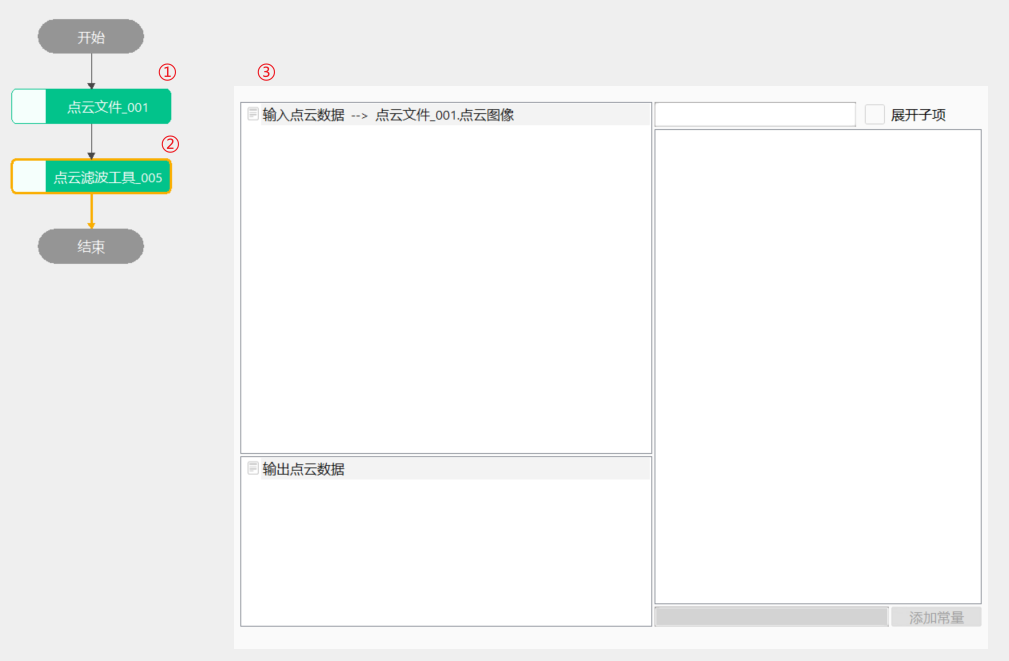 开始
①
点云文件_001
②
点云滤波工具_005
结束
③
输入点云数据 --> 点云文件_001.点云图像
展开子项
输出点云数据
添加常量